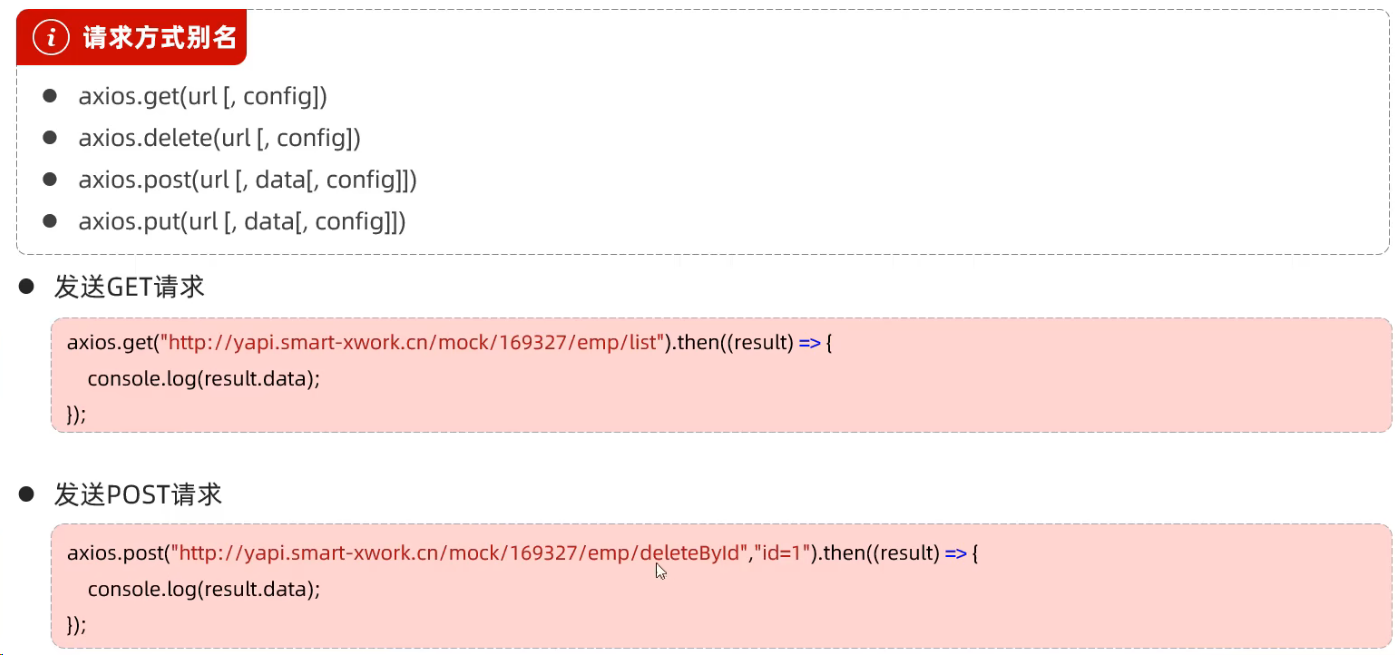 请求方式别名
axios.get(url [, config])
axios.delete(url [, config])
axios.post(url [, data[, config]])
axios.put(url [, data[, config]])
发送GET请求
axios.get("http://yapi.smart-xwork.cn/mock/169327/emp/list").then((result) => {
console.log(result.data);
});
发送POST请求
axios.post("http://yapi.smart-xwork.cn/mock/169327/emp/deleteById","id=1").then((result) => {
console.log(result.data);
});